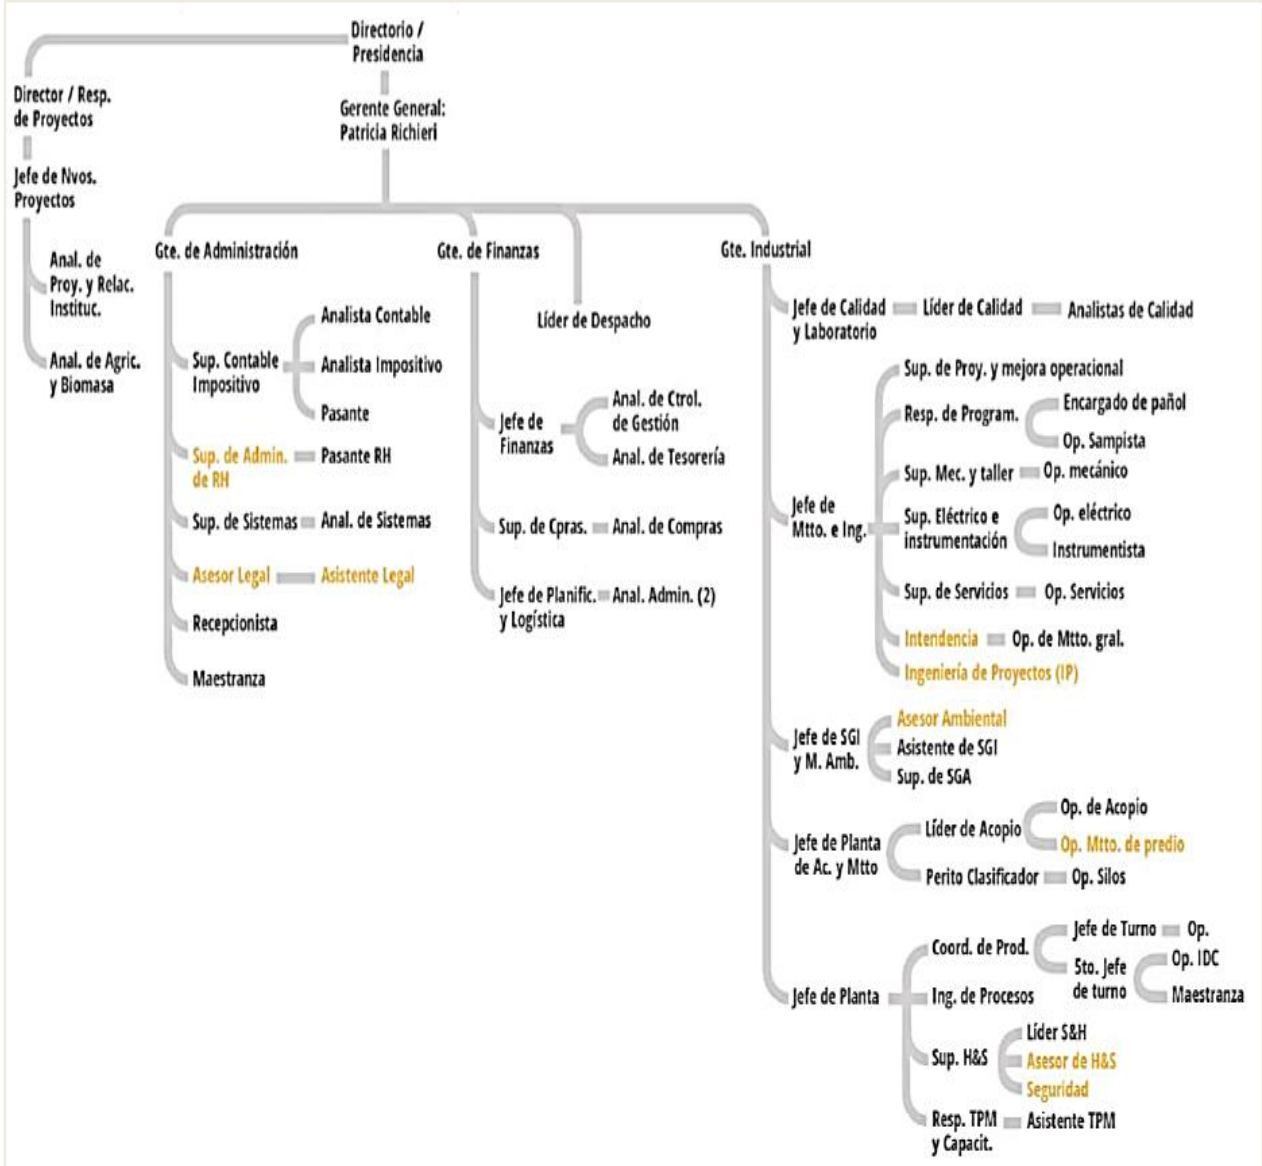 Directorio /
Presidencia
Director / Resp.
de Proyectos
Gerente General:
Patricia Richieri
Jefe de Nvos.
Proyectos
Anal. de
Proy. y Relac.
Instituc.
Anal. de Agric.
y Biomasa
Gte. de Administración
Sup. Contable
Impositivo
Analista Contable
Analista Impositivo
Pasante
Sup. de Admin.
de RH
Pasante RH
Sup. de Sistemas
Anal. de Sistemas
Asesor Legal
Asistente Legal
Recepcionista
Maestranza
Gte. de Finanzas
Jefe de
Finanzas
Anal. de Ctrol.
de Gestión
Anal. de Tesorería
Sup. de Cpras.
Anal. de Compras
Jefe de Planific.
y Logística
Anal. Admin. (2)
Líder de Despacho
Gte. Industrial
Jefe de Calidad
y Laboratorio
Líder de Calidad
Analistas de Calidad
Jefe de
Mtto. e Ing.
Sup. de Proy. y mejora operacional
Resp. de Program.
Encargado de pañol
Op. Sampista
Sup. Mec. y taller
Op. mecánico
Sup. Eléctrico e
instrumentación
Op. eléctrico
Instrumentista
Sup. de Servicios
Op. Servicios
Intendencia
Op. de Mtto. gral.
Ingeniería de Proyectos (IP)
Jefe de SGI
y M. Amb.
Asesor Ambiental
Asistente de SGI
Sup. de SGA
Jefe de Planta
de Ac. y Mtto
Líder de Acopio
Op. de Acopio
Op. Mtto. de predio
Perito Clasificador
Op. Silos
Jefe de Planta
Coord. de Prod.
Jefe de Turno
Op.
Sto. Jefe
de turno
Op. IDC
Maestranza
Ing. de Procesos
Sup. H&S
Líder S&H
Asesor de H&S
Seguridad
Resp. TPM
y Capacit.
Asistente TPM